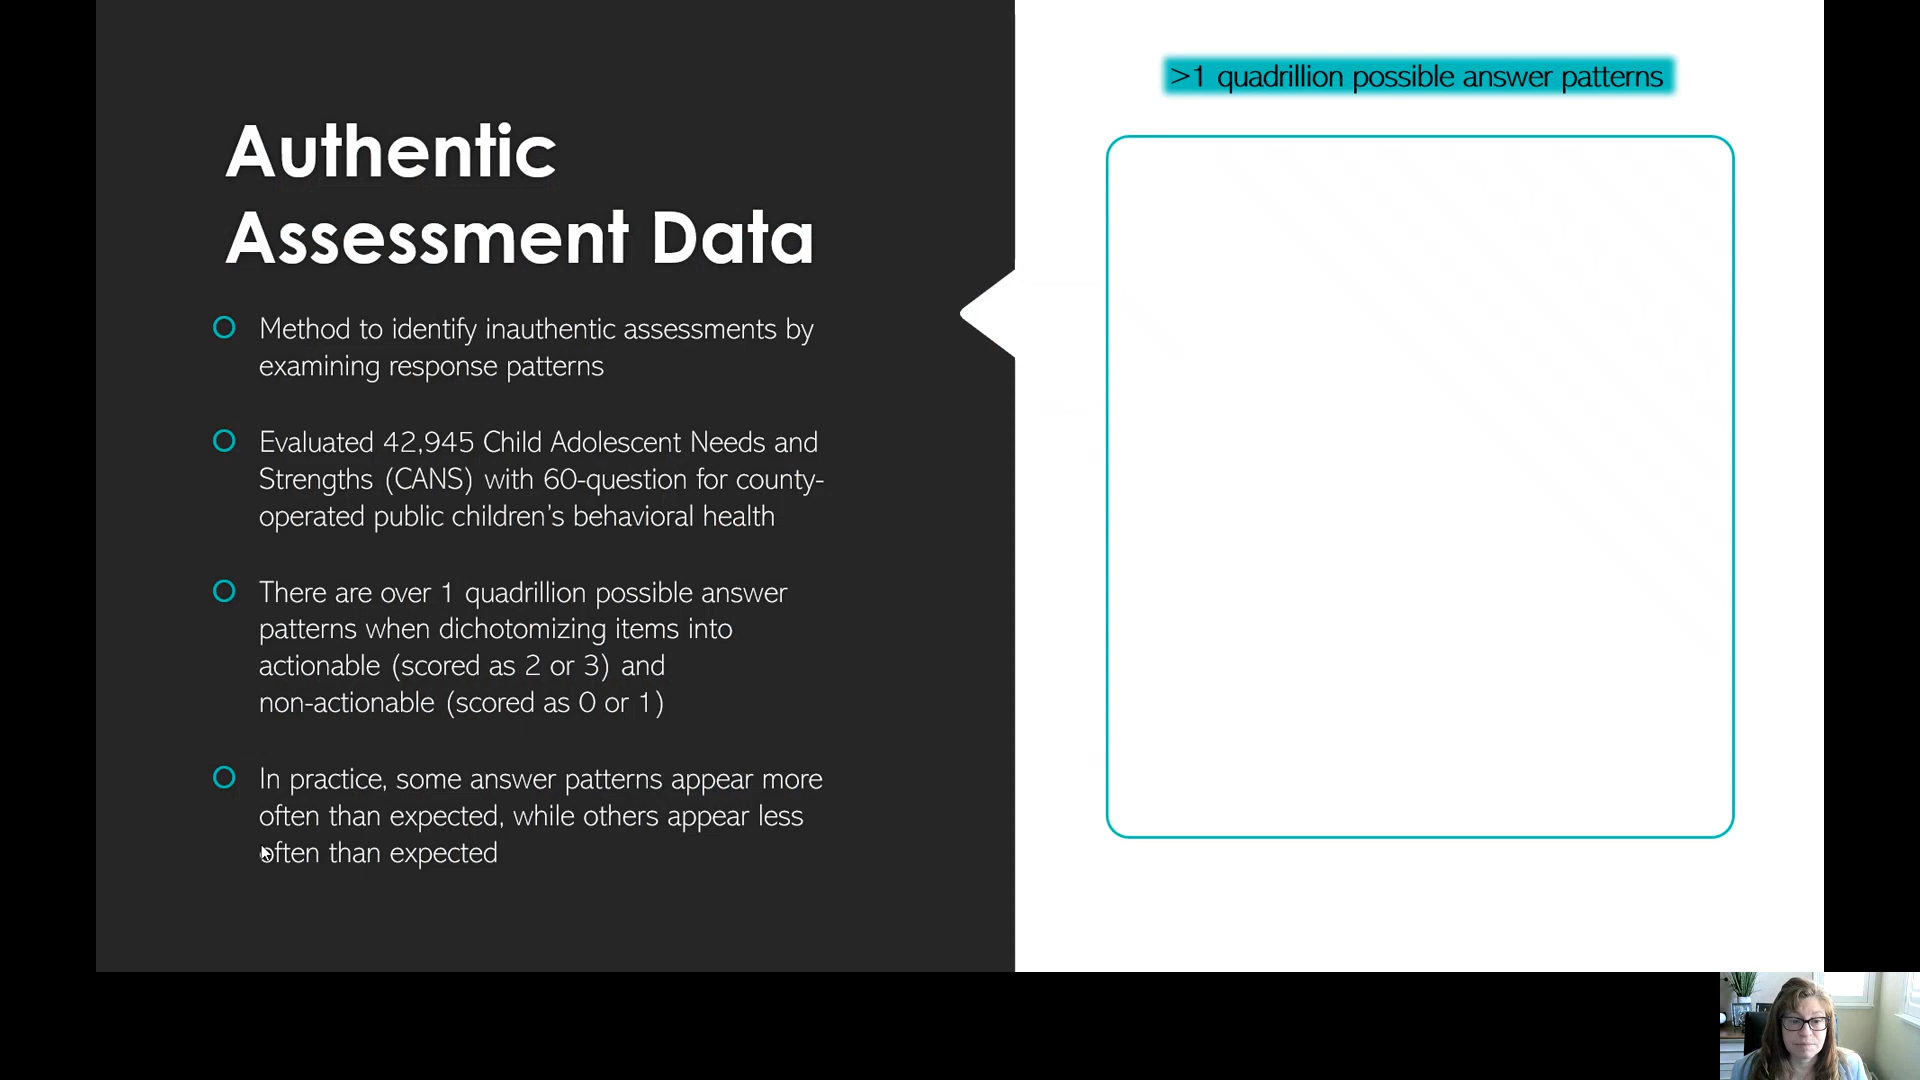 Authentic
Assessment Data
Method to identify inauthentic assessments by
examining response patterns
Evaluated 42,945 Child Adolescent Needs and
Strengths (CANS) with 60-question for county-
operated public children's behavioral health
There are over 1 quadrillion possible answer
patterns when dichotomizing items into
actionable (scored as 2 or 3) and
non-actionable (scored as 0 or 1)
In practice, some answer patterns appear more
often than expected, while others appear less
often than expected
>1 quadrillion possible answer patterns